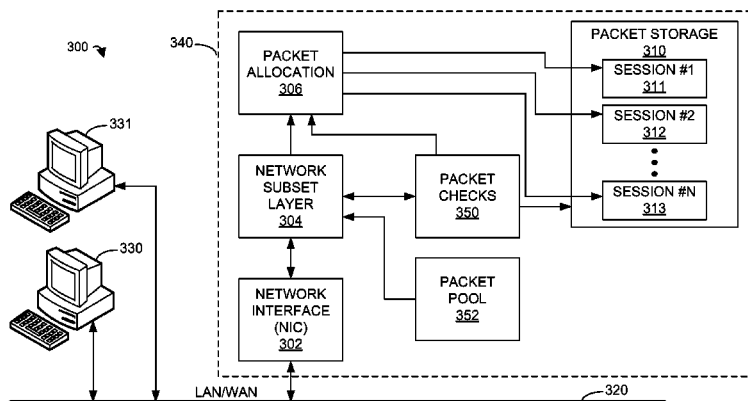 300
331
330
340
PACKET
ALLOCATION
306
NETWORK
SUBSET
LAYER
304
NETWORK
INTERFACE
(NIC)
302
PACKET
CHECKS
350
PACKET
POOL
352
PACKET STORAGE
310
SESSION #1
311
SESSION #2
312
SESSION #N
313
LAN/WAN
320